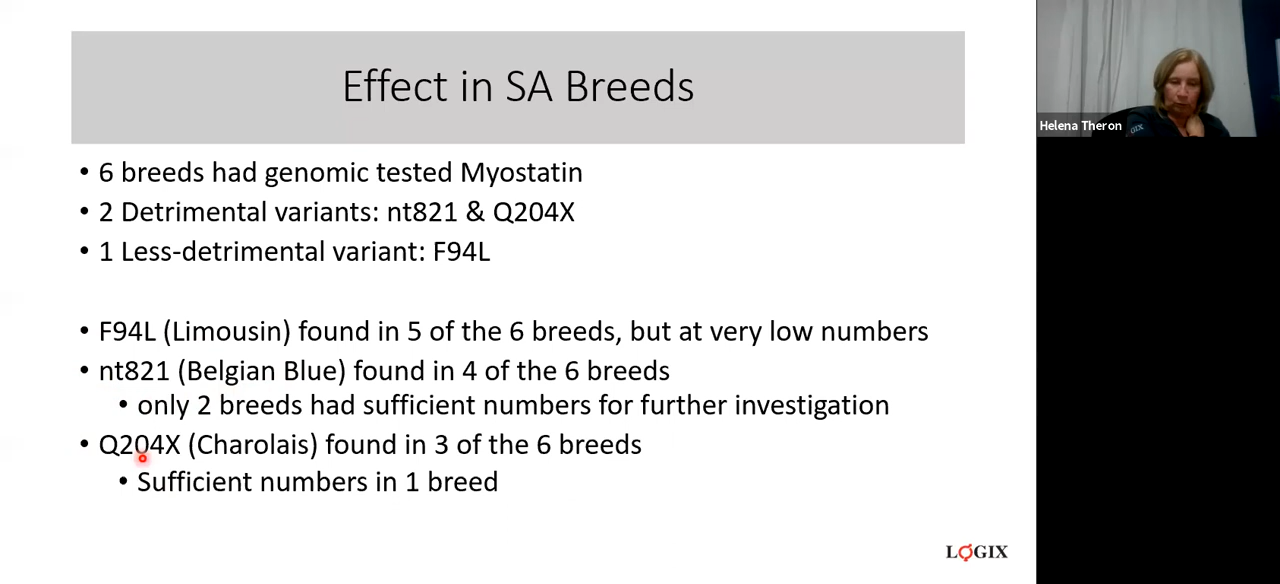 Effect in SA Breeds
• 6 breeds had genomic tested Myostatin
• 2 Detrimental variants: nt821 & Q204X
• 1 Less-detrimental variant: F94L
• F94L (Limousin) found in 5 of the 6 breeds, but at very low numbers
• nt821 (Belgian Blue) found in 4 of the 6 breeds
• only 2 breeds had sufficient numbers for further investigation
• Q204X (Charolais) found in 3 of the 6 breeds
• Sufficient numbers in 1 breed
LOGIX
Helena Theron
GIX